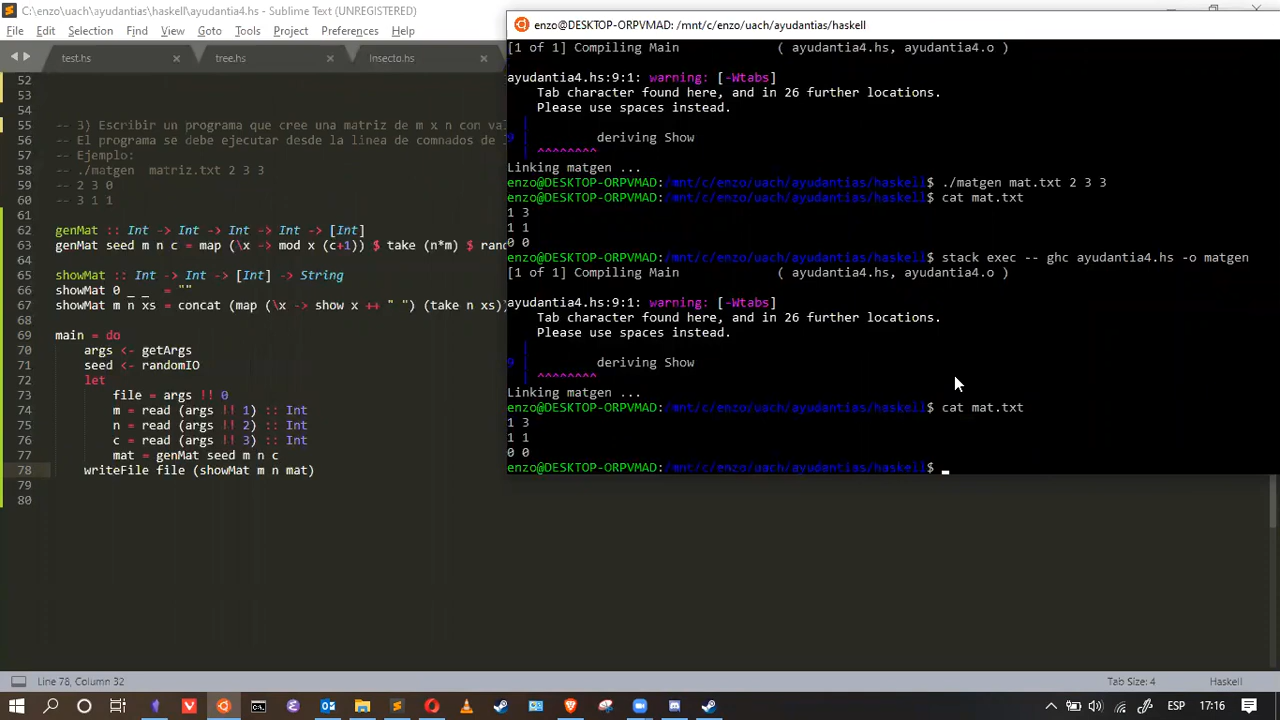 C:\enzo\uach\ayudantias\haskell\ayudantia4.hs - Sublime Text (UNREGISTERED)
File Edit Selection Find View Goto Tools Project Preferences Help
test.hs
tree.hs
Insecto.hs
52
53
54
55 -- 3) Escribir un programa que cree una matriz de m x n con val
56 -- El programa se debe ejecutar desde la linea de comnados de
57 -- Ejemplo:
58 -- ./matgen matriz.txt 2 3 3
59 -- 2 3 0
60 -- 3 1 1
61
62 genMat :: Int -> Int -> Int -> Int -> [Int]
63 genMat seed m n c = map (\x -> mod x (c+1)) $ take (n*m) $ ran
64
65 showMat :: Int -> Int -> [Int] -> String
66 showMat 0 _ _ = ""
67 showMat m n xs = concat (map (\x -> show x ++ " ") (take n xs))
68
69 main = do
70 args <- getArgs
71 seed <- randomIO
72 let
73 file = args !! 0
74 m = read (args !! 1) :: Int
75 n = read (args !! 2) :: Int
76 c = read (args !! 3) :: Int
77 mat = genMat seed m n c
78 writeFile file (showMat m n mat)
79
80
Line 78, Column 32
Tab Size: 4
Haskell
enzo@DESKTOP-ORPVMAD: /mnt/c/enzo/uach/ayudantias/haskell
[1 of 1] Compiling Main ( ayudantia4.hs, ayudantia4.o )
ayudantia4.hs:9:1: warning: [-Wtabs]
Tab character found here, and in 26 further locations.
Please use spaces instead.
|
9 | deriving Show
| ^^^^^^^^
Linking matgen ...
enzo@DESKTOP-ORPVMAD:/mnt/c/enzo/uach/ayudantias/haskell$ ./matgen mat.txt 2 3 3
enzo@DESKTOP-ORPVMAD:/mnt/c/enzo/uach/ayudantias/haskell$ cat mat.txt
1 3
1 1
0 0
enzo@DESKTOP-ORPVMAD:/mnt/c/enzo/uach/ayudantias/haskell$ stack exec -- ghc ayudantia4.hs -o matgen
[1 of 1] Compiling Main ( ayudantia4.hs, ayudantia4.o )
ayudantia4.hs:9:1: warning: [-Wtabs]
Tab character found here, and in 26 further locations.
Please use spaces instead.
|
9 | deriving Show
| ^^^^^^^^
Linking matgen ...
enzo@DESKTOP-ORPVMAD:/mnt/c/enzo/uach/ayudantias/haskell$ cat mat.txt
1 3
1 1
0 0
enzo@DESKTOP-ORPVMAD:/mnt/c/enzo/uach/ayudantias/haskell$
ESP
17:16